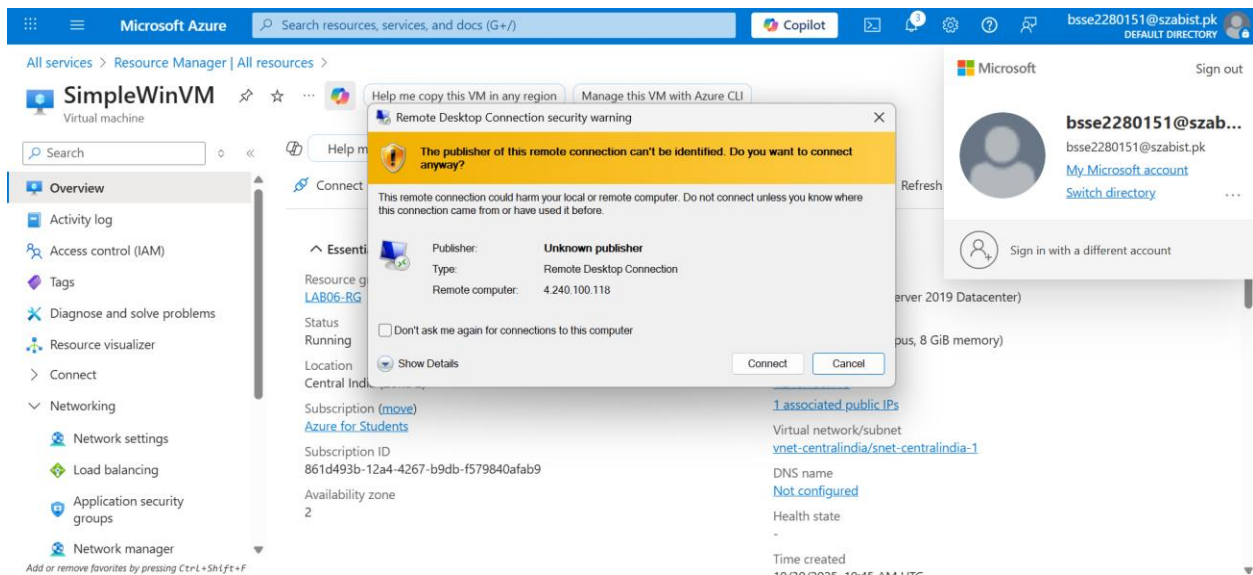 Microsoft Azure
Search resources, services, and docs (G+/)
Copilot
3
bsse2280151@szabist.pk
DEFAULT DIRECTORY
All services > Resource Manager | All resources >
SimpleWinVM
Virtual machine
Help me copy this VM in any region
Manage this VM with Azure CLI
Search
Help m
Overview
Activity log
Access control (IAM)
Tags
Diagnose and solve problems
Resource visualizer
Connect
Networking
Network settings
Load balancing
Application security
groups
Network manager
Add or remove favorites by pressing Ctrl+Shift+F
Connect
Refresh
Essenti
Resource g
LAB06-RG
Status
Running
Location
Central Indi
Subscription (move)
Azure for Students
Subscription ID
861d493b-12a4-4267-b9db-f579840afab9
Availability zone
2
erver 2019 Datacenter)
pus, 8 GiB memory)
1 associated public IPs
Virtual network/subnet
vnet-centralindia/snet-centralindia-1
DNS name
Not configured
Health state
-
Time created
Remote Desktop Connection security warning
The publisher of this remote connection can't be identified. Do you want to connect
anyway?
This remote connection could harm your local or remote computer. Do not connect unless you know where
this connection came from or have used it before.
Publisher: Unknown publisher
Type: Remote Desktop Connection
Remote computer: 4.240.100.118
Don't ask me again for connections to this computer
Show Details
Connect
Cancel
Microsoft
Sign out
bsse2280151@szab...
bsse2280151@szabist.pk
My Microsoft account
Switch directory
...
Sign in with a different account